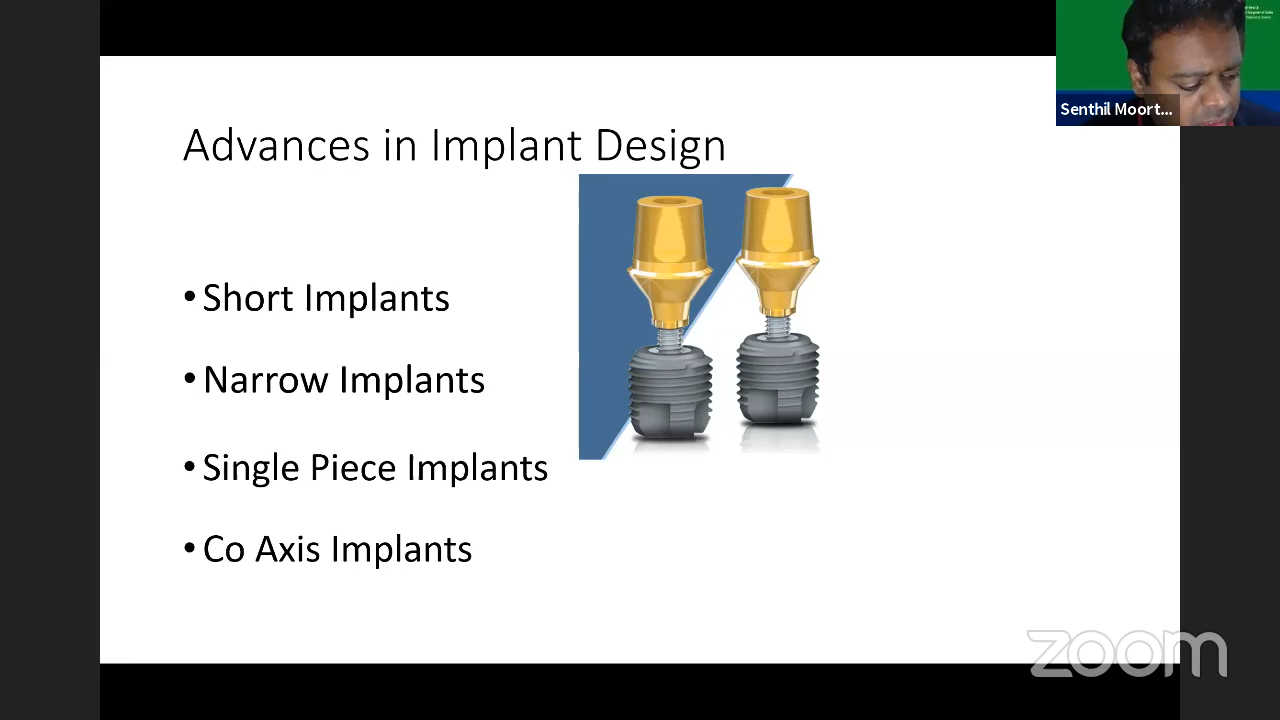 Advances in Implant Design
• Short Implants
• Narrow Implants
• Single Piece Implants
• Co Axis Implants
Senthil Moort...
zoom